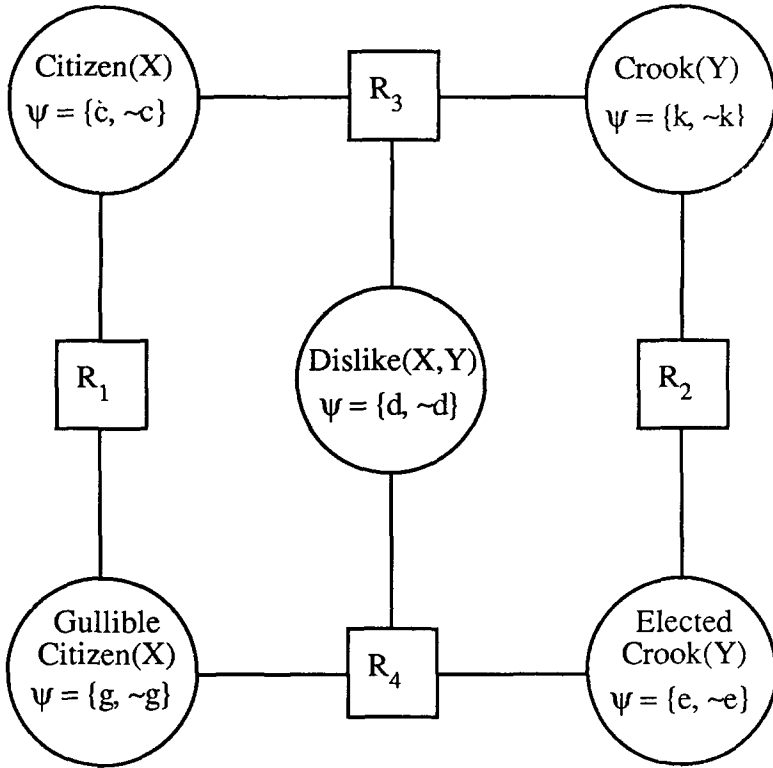 Citizen(X)
ψ = {ċ, ~c}
R3
Crook(Y)
ψ = {k, ~k}
R1
Dislike(X,Y)
ψ = {d, ~d}
R2
Gullible
Citizen(X)
ψ = {g, ~g}
R4
Elected
Crook(Y)
ψ = {e, ~e}